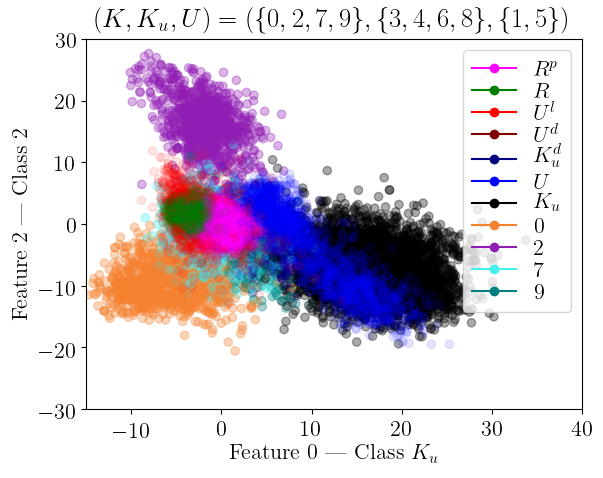 (K, K_u, U) = ({0, 2, 7, 9}, {3, 4, 6, 8}, {1, 5})
30
20
10
0
−10
−20
−30
Feature 2 — Class 2
−10 0 10 20 30 40
Feature 0 — Class K_u
R^p
R
U^l
U^d
K_u^d
U
K_u
0
2
7
9